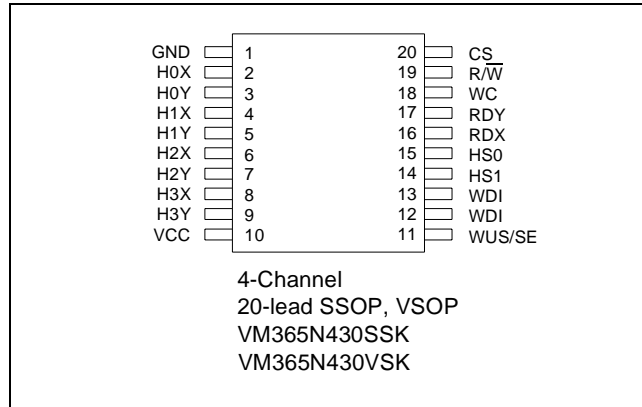 GND 1 20 CS
H0X 2 19 R/W̅
H0Y 3 18 WC
H1X 4 17 RDY
H1Y 5 16 RDX
H2X 6 15 HS0
H2Y 7 14 HS1
H3X 8 13 WDI
H3Y 9 12 WDI
VCC 10 11 WUS/SE
4-Channel
20-lead SSOP, VSOP
VM365N430SSK
VM365N430VSK